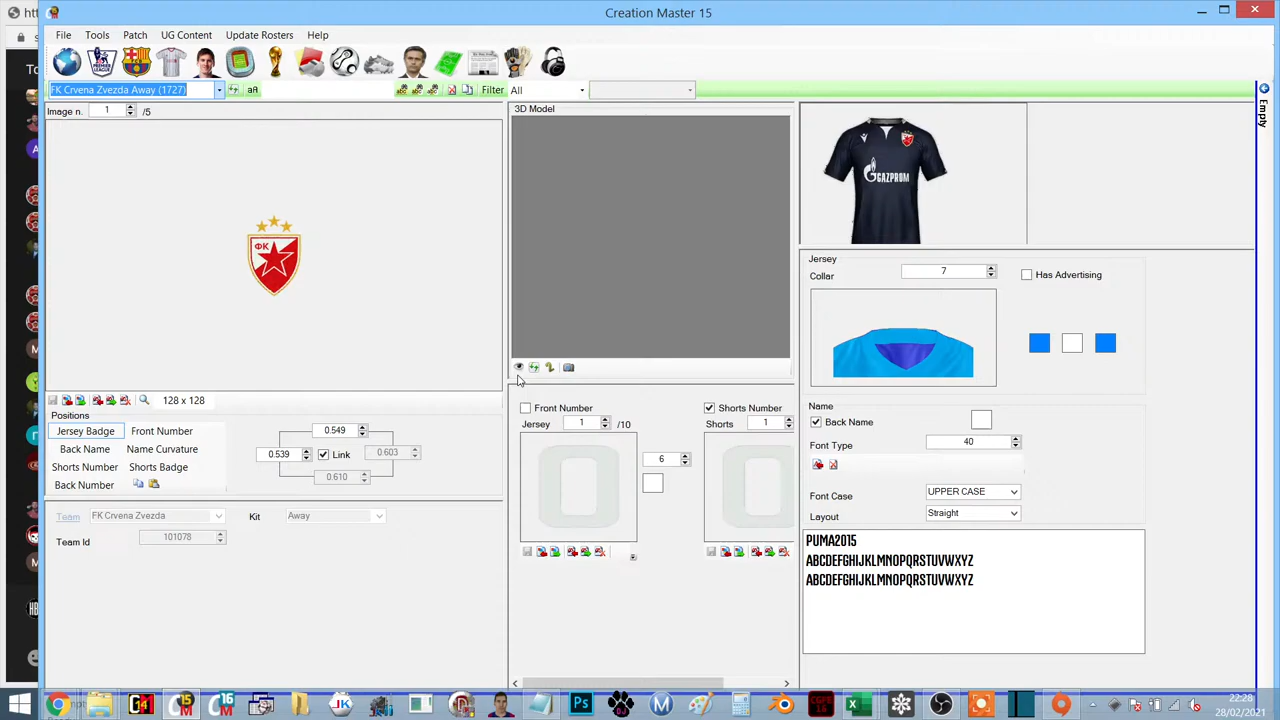 Creation Master 15
File Tools Patch UG Content Update Rosters Help
FK Crvena Zvezda Away (1727) aA Filter All
Image n. 1 /5
3D Model
Empty
ФК
GAZPROM
128 x 128
Positions
Jersey Badge Front Number
Back Name Name Curvature
Shorts Number Shorts Badge
Back Number
0.549
0.539 Link 0.603
0.610
Team FK Crvena Zvezda Kit Away
Team Id 101078
Front Number Shorts Number
Jersey 1 /10 Shorts 1
6
Jersey
Collar 7 Has Advertising
Name
Back Name
Font Type 40
Font Case UPPER CASE
Layout Straight
PUMA2015
ABCDEFGHIJKLMNOPQRSTUVWXYZ
ABCDEFGHIJKLMNOPQRSTUVWXYZ
22:28
28/02/2021